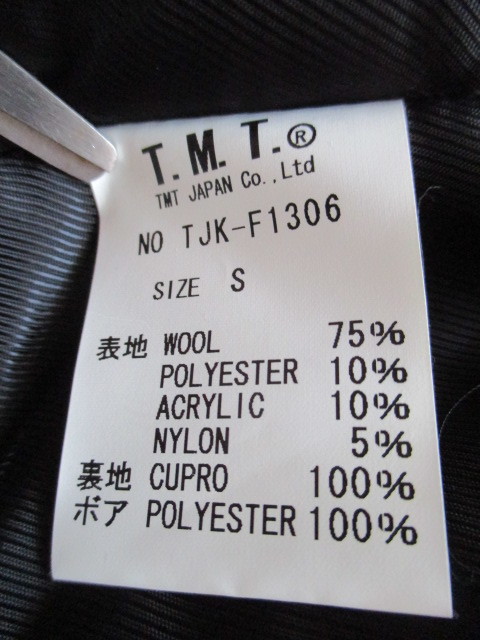 T.M.T.®
TMT JAPAN Co.,Ltd
NO TJK-F1306
SIZE S
表地 WOOL 75%
POLYESTER 10%
ACRYLIC 10%
NYLON 5%
裏地 CUPRO 100%
ボア POLYESTER 100%